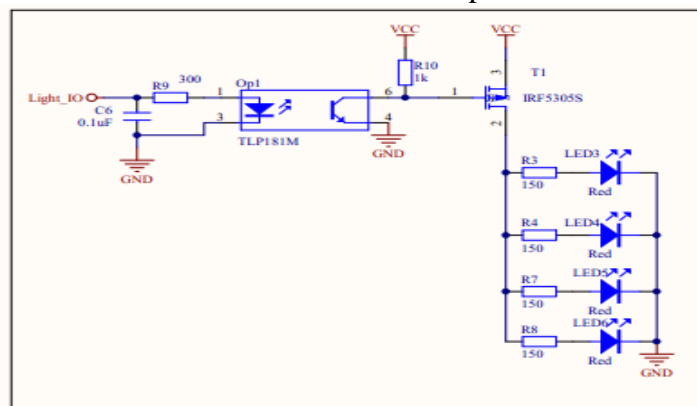 VCC
VCC
R10
1k
3
T1
Light_IO
R9
300
Op1
C6
0.1uF
1
6
1
IRF5305S
3
4
2
TLP181M
GND
GND
R3
150
LED3
Red
R4
150
LED4
Red
R7
150
LED5
Red
R8
150
LED6
Red
GND